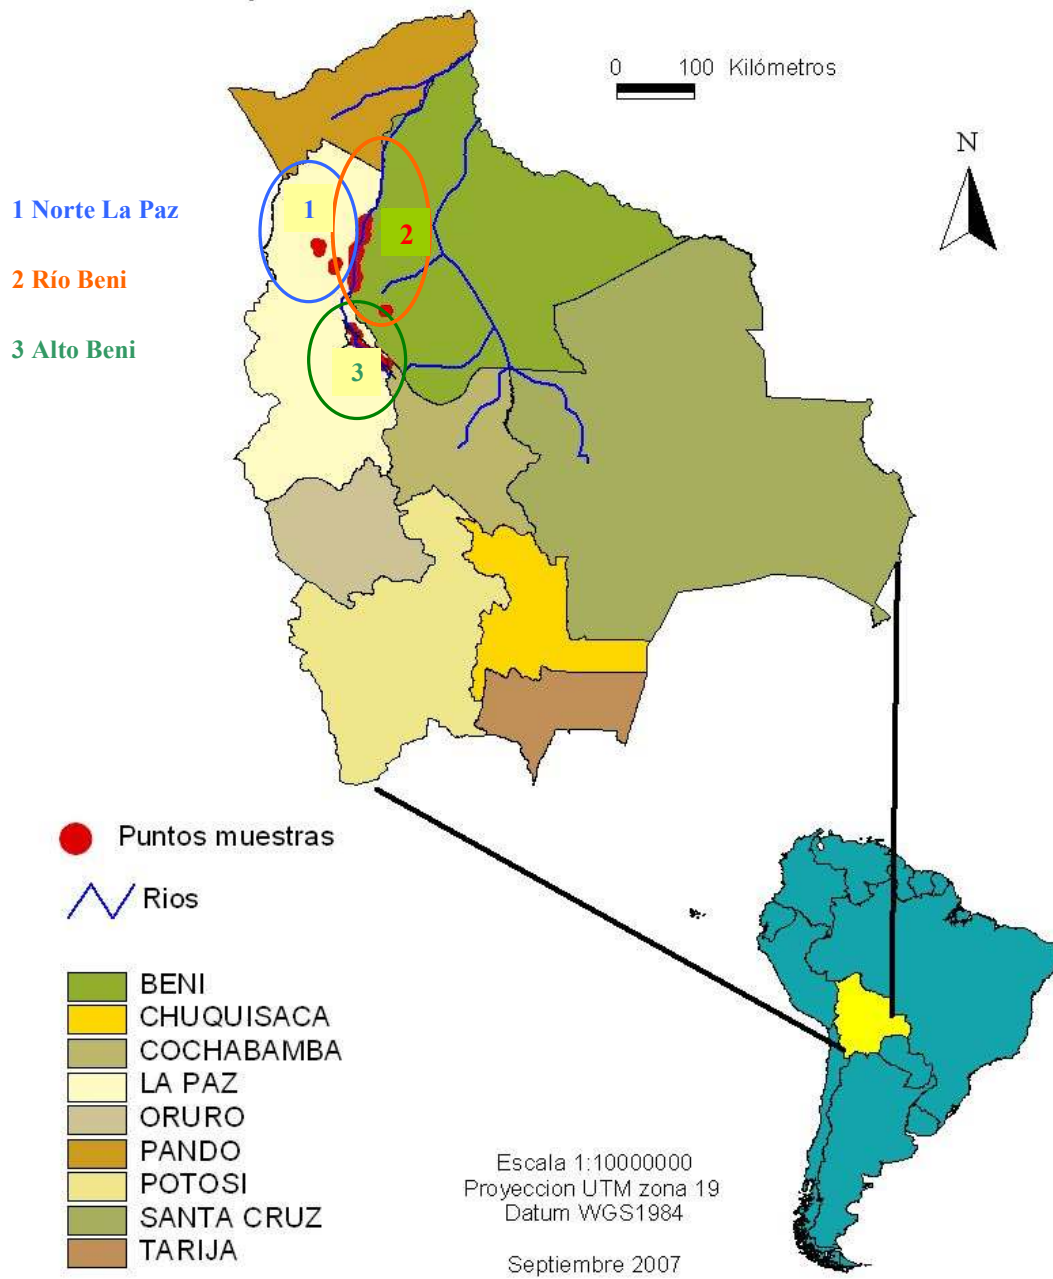 0 100 Kilómetros
N
1 Norte La Paz
2 Río Beni
3 Alto Beni
1
2
3
Puntos muestras
Rios
BENI
CHUQUISACA
COCHABAMBA
LA PAZ
ORURO
PANDO
POTOSI
SANTA CRUZ
TARIJA
Escala 1:10000000
Proyeccion UTM zona 19
Datum WGS1984
Septiembre 2007